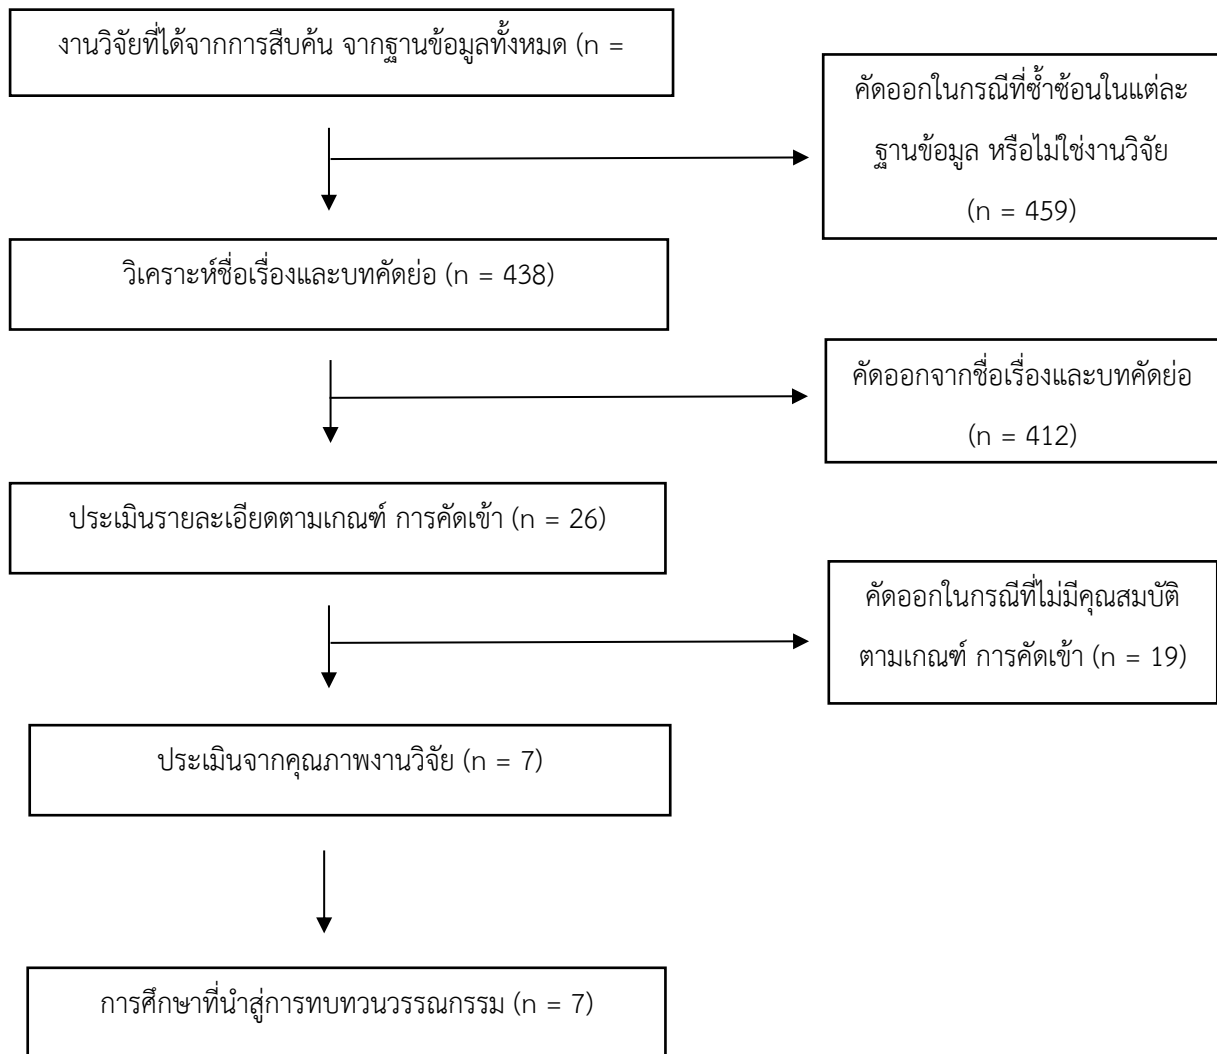 งานวิจัยที่ได้จากการสืบค้น จากฐานข้อมูลทั้งหมด (n =
คัดออกในกรณีที่ซ้ำซ้อนในแต่ละ
ฐานข้อมูล หรือไม่ใช่งานวิจัย
(n = 459)
วิเคราะห์ชื่อเรื่องและบทคัดย่อ (n = 438)
คัดออกจากชื่อเรื่องและบทคัดย่อ
(n = 412)
ประเมินรายละเอียดตามเกณฑ์ การคัดเข้า (n = 26)
คัดออกในกรณีที่ไม่มีคุณสมบัติ
ตามเกณฑ์ การคัดเข้า (n = 19)
ประเมินจากคุณภาพงานวิจัย (n = 7)
การศึกษาที่นำสู่การทบทวนวรรณกรรม (n = 7)